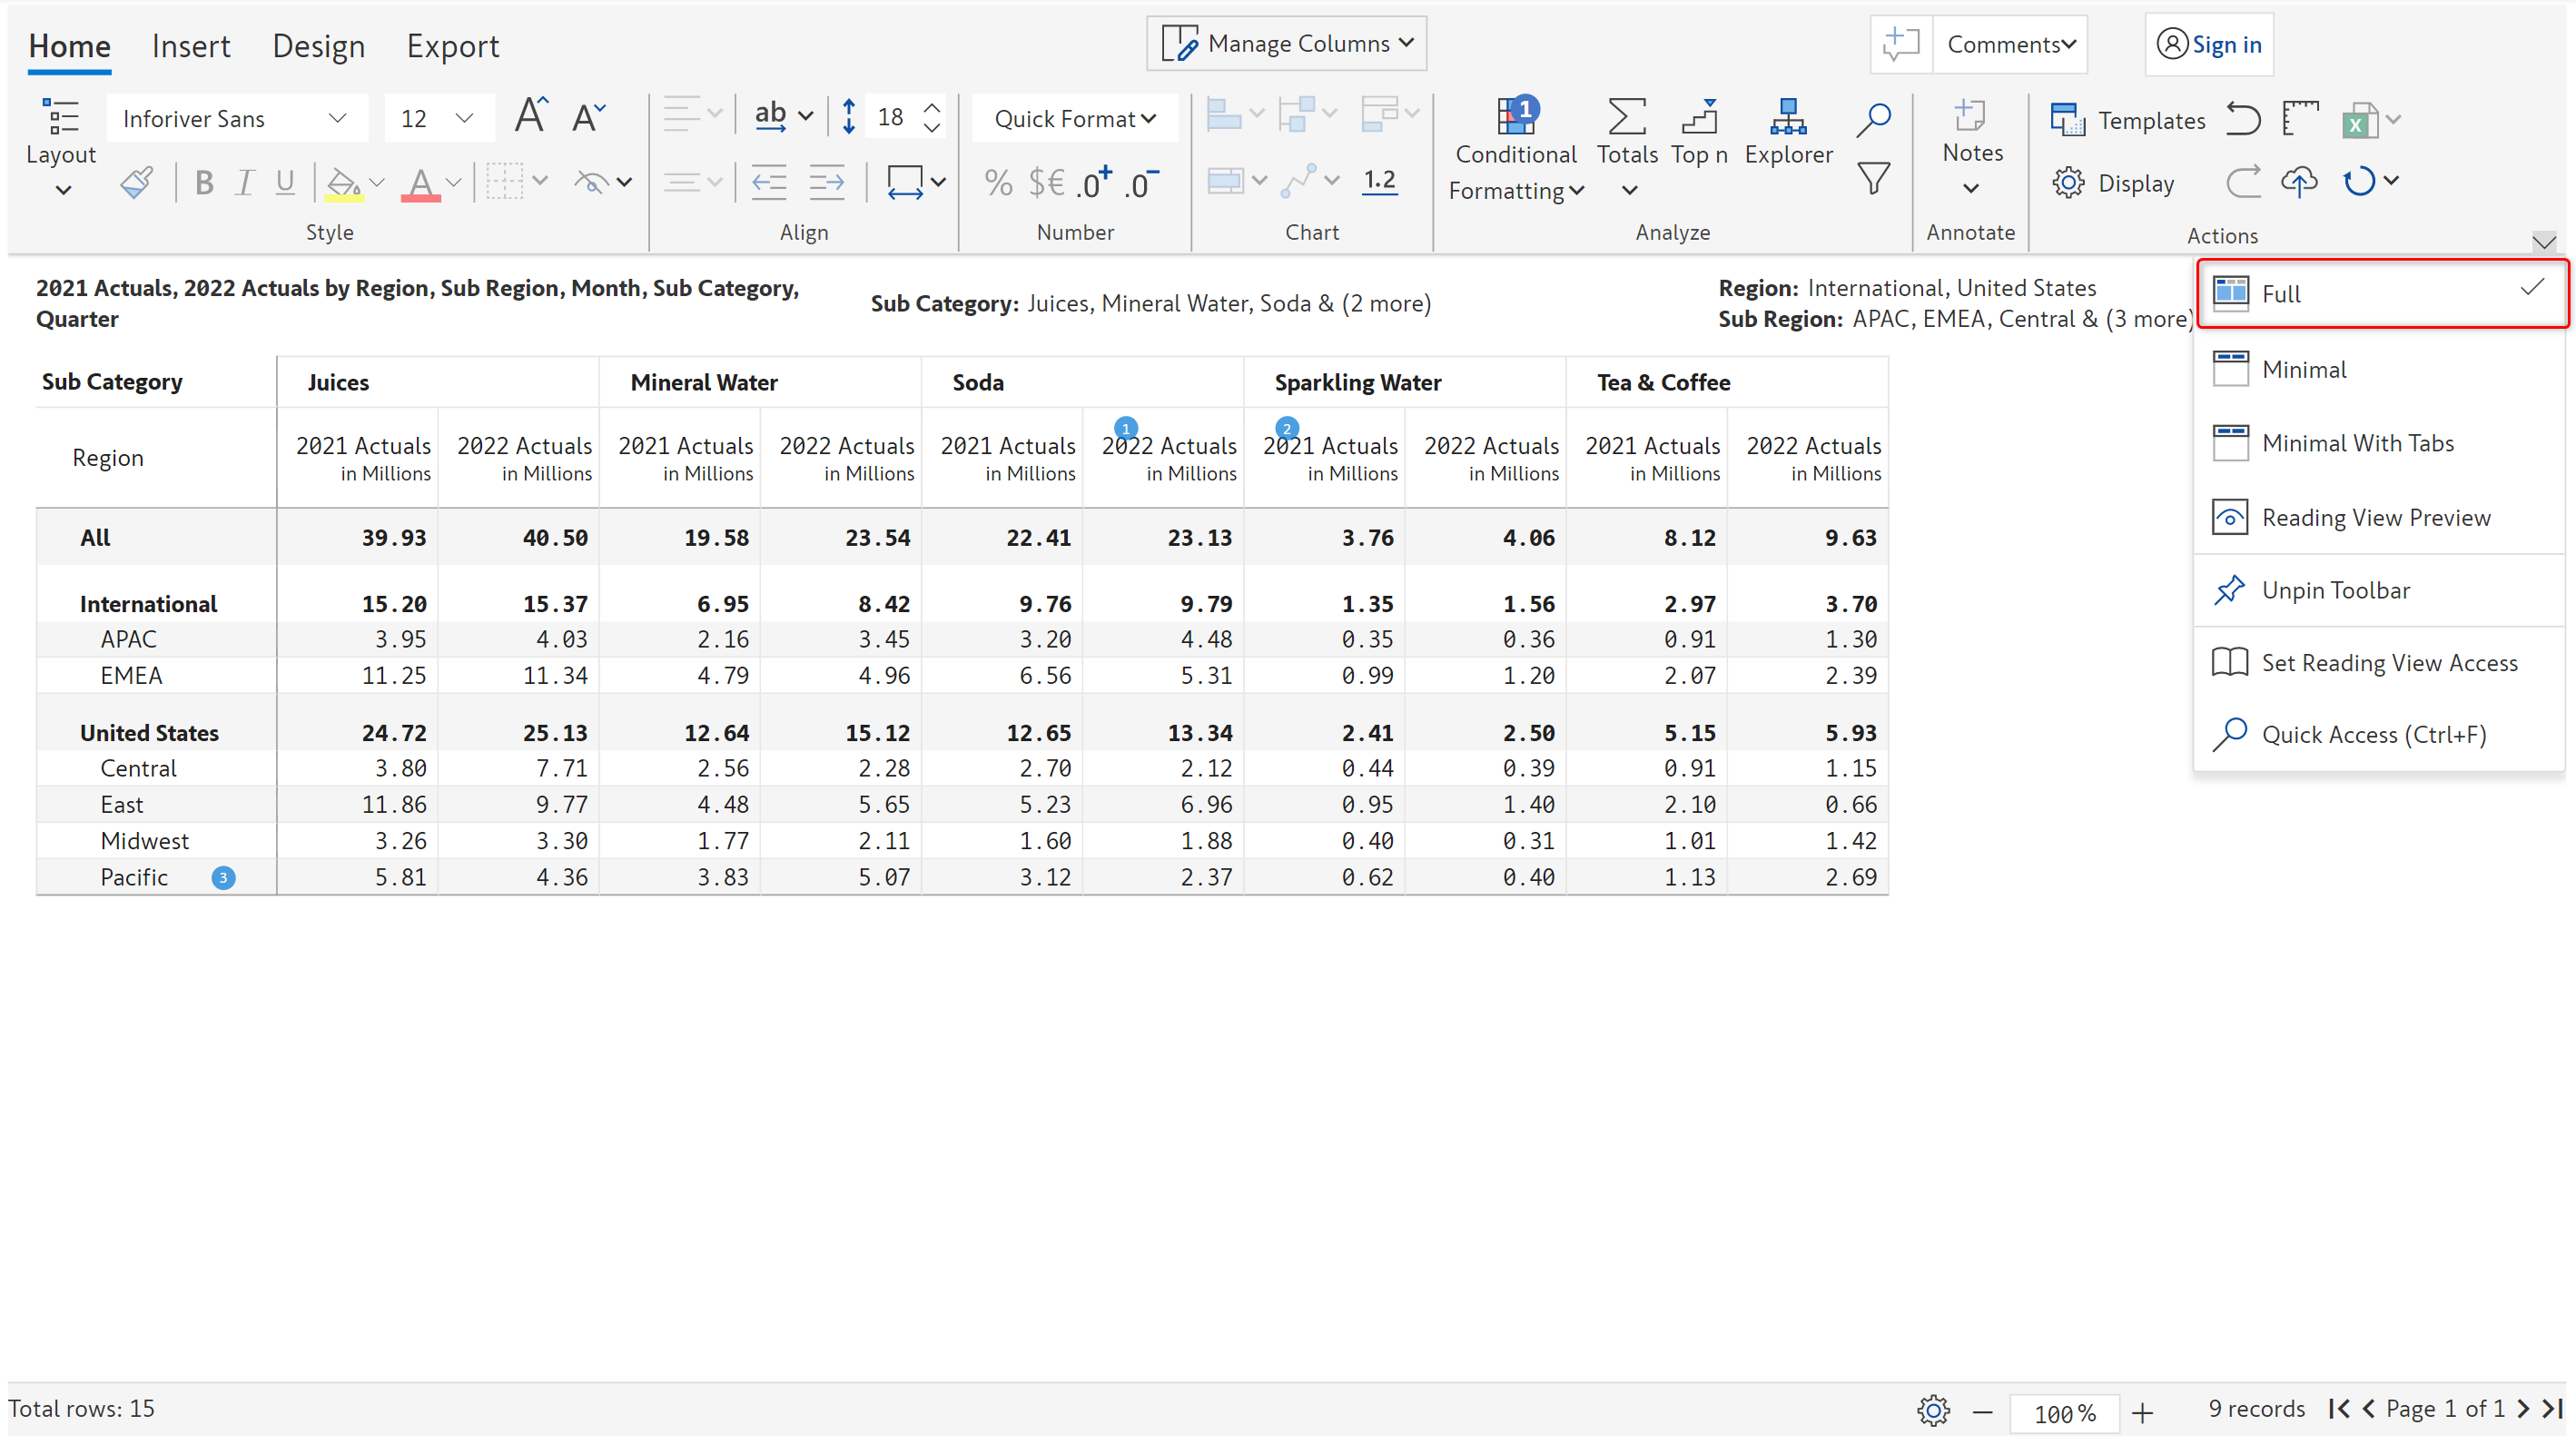 Home Insert Design Export
Manage Columns
Comments
Sign in
Layout
Inforiver Sans 12
A A
B I U A
Style
ab 18
Align
Quick Format
% $€ .0+ .0-
Number
1.2
Chart
1
Conditional Formatting
Totals
Top n
Explorer
Analyze
Notes
Annotate
Templates
X
Display
Actions
2021 Actuals, 2022 Actuals by Region, Sub Region, Month, Sub Category,
Quarter
Sub Category: Juices, Mineral Water, Soda & (2 more)
Region: International, United States
Sub Region: APAC, EMEA, Central & (3 more)
Full
Minimal
Minimal With Tabs
Reading View Preview
Unpin Toolbar
Set Reading View Access
Quick Access (Ctrl+F)
Sub Category Juices Mineral Water Soda Sparkling Water Tea & Coffee
1 2
Region 2021 Actuals 2022 Actuals 2021 Actuals 2022 Actuals 2021 Actuals 2022 Actuals 2021 Actuals 2022 Actuals 2021 Actuals 2022 Actuals
in Millions in Millions in Millions in Millions in Millions in Millions in Millions in Millions in Millions in Millions
All 39.93 40.50 19.58 23.54 22.41 23.13 3.76 4.06 8.12 9.63
International 15.20 15.37 6.95 8.42 9.76 9.79 1.35 1.56 2.97 3.70
APAC 3.95 4.03 2.16 3.45 3.20 4.48 0.35 0.36 0.91 1.30
EMEA 11.25 11.34 4.79 4.96 6.56 5.31 0.99 1.20 2.07 2.39
United States 24.72 25.13 12.64 15.12 12.65 13.34 2.41 2.50 5.15 5.93
Central 3.80 7.71 2.56 2.28 2.70 2.12 0.44 0.39 0.91 1.15
East 11.86 9.77 4.48 5.65 5.23 6.96 0.95 1.40 2.10 0.66
Midwest 3.26 3.30 1.77 2.11 1.60 1.88 0.40 0.31 1.01 1.42
Pacific 3 5.81 4.36 3.83 5.07 3.12 2.37 0.62 0.40 1.13 2.69
Total rows: 15
100 %
9 records
Page 1 of 1